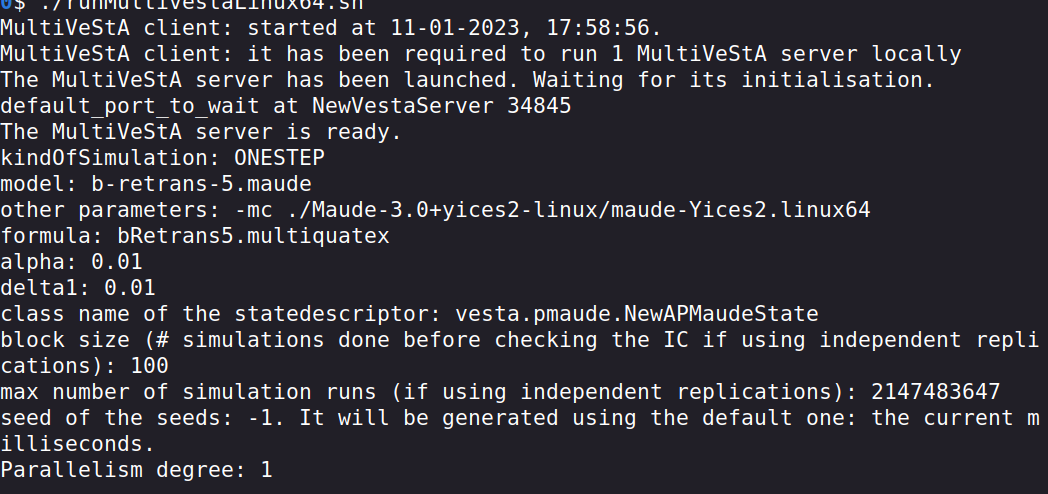 0$ ./runMultivestaLinux64.sh
MultiVeStA client: started at 11-01-2023, 17:58:56.
MultiVeStA client: it has been required to run 1 MultiVeStA server locally
The MultiVeStA server has been launched. Waiting for its initialisation.
default_port_to_wait at NewVestaServer 34845
The MultiVeStA server is ready.
kindOfSimulation: ONESTEP
model: b-retrans-5.maude
other parameters: -mc ./Maude-3.0+yices2-linux/maude-Yices2.linux64
formula: bRetrans5.multiquatex
alpha: 0.01
delta1: 0.01
class name of the statedescriptor: vesta.pmaude.NewAPMaudeState
block size (# simulations done before checking the IC if using independent repli
cations): 100
max number of simulation runs (if using independent replications): 2147483647
seed of the seeds: -1. It will be generated using the default one: the current m
illiseconds.
Parallelism degree: 1